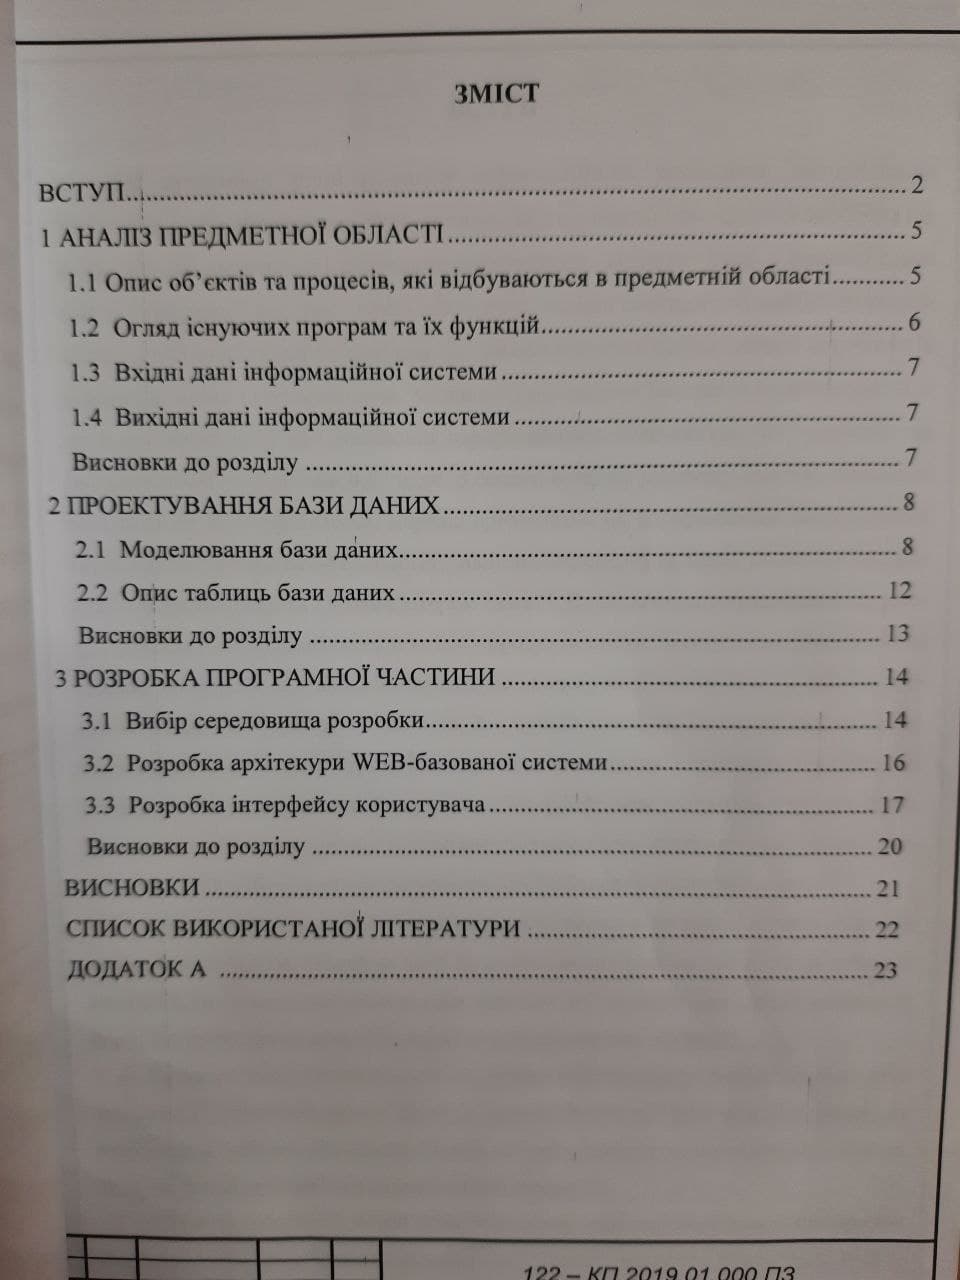 ЗМІСТ
ВСТУП.......... 2
1 АНАЛІЗ ПРЕДМЕТНОЇ ОБЛАСТІ.......... 5
1.1 Опис об’єктів та процесів, які відбуваються в предметній області.......... 5
1.2 Огляд існуючих програм та їх функцій.......... 6
1.3 Вхідні дані інформаційної системи.......... 7
1.4 Вихідні дані інформаційної системи.......... 7
Висновки до розділу.......... 7
2 ПРОЕКТУВАННЯ БАЗИ ДАНИХ.......... 8
2.1 Моделювання бази даних.......... 8
2.2 Опис таблиць бази даних.......... 12
Висновки до розділу.......... 13
3 РОЗРОБКА ПРОГРАМНОЇ ЧАСТИНИ.......... 14
3.1 Вибір середовища розробки.......... 14
3.2 Розробка архітекури WEB-базованої системи.......... 16
3.3 Розробка інтерфейсу користувача.......... 17
Висновки до розділу.......... 20
ВИСНОВКИ.......... 21
СПИСОК ВИКОРИСТАНОЇ ЛІТЕРАТУРИ.......... 22
ДОДАТОК А.......... 23
122 – КП 2019 01 000 ПЗ